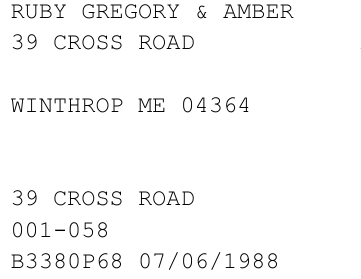 RUBY GREGORY & AMBER
39 CROSS ROAD
WINTHROP ME 04364
39 CROSS ROAD
001-058
B3380P68 07/06/1988